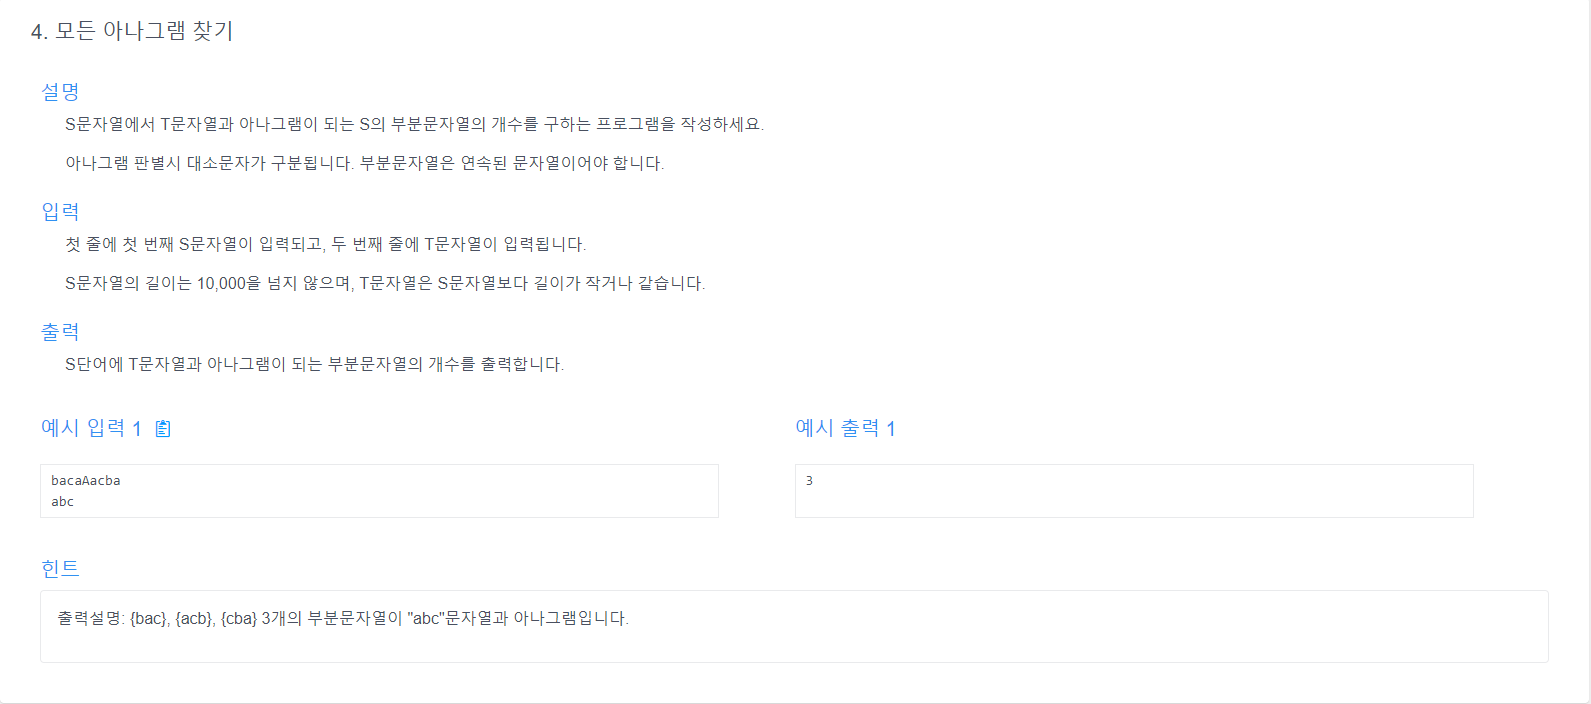 4. 모든 아나그램 찾기
설명
S문자열에서 T문자열과 아나그램이 되는 S의 부분문자열의 개수를 구하는 프로그램을 작성하세요.
아나그램 판별시 대소문자가 구분됩니다. 부분문자열은 연속된 문자열이어야 합니다.
입력
첫 줄에 첫 번째 S문자열이 입력되고, 두 번째 줄에 T문자열이 입력됩니다.
S문자열의 길이는 10,000을 넘지 않으며, T문자열은 S문자열보다 길이가 작거나 같습니다.
출력
S단어에 T문자열과 아나그램이 되는 부분문자열의 개수를 출력합니다.
예시 입력 1
예시 출력 1
bacaAacba
abc
3
힌트
출력설명: {bac}, {acb}, {cba} 3개의 부분문자열이 "abc"문자열과 아나그램입니다.